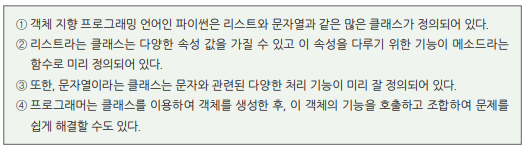 ① 객체 지향 프로그래밍 언어인 파이썬은 리스트와 문자열과 같은 많은 클래스가 정의되어 있다.
② 리스트라는 클래스는 다양한 속성 값을 가질 수 있고 이 속성을 다루기 위한 기능이 메소드라는
함수로 미리 정의되어 있다.
③ 또한, 문자열이라는 클래스는 문자와 관련된 다양한 처리 기능이 미리 잘 정의되어 있다.
④ 프로그래머는 클래스를 이용하여 객체를 생성한 후, 이 객체의 기능을 호출하고 조합하여 문제를
쉽게 해결할 수도 있다.